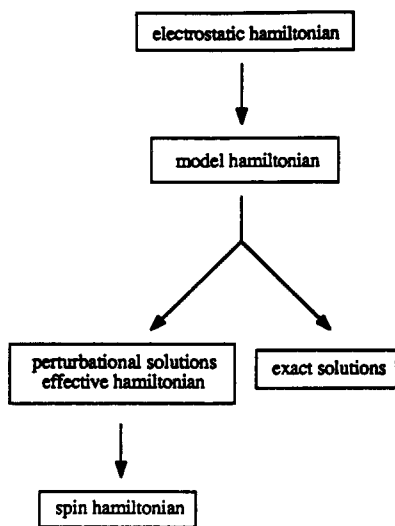 electrostatic hamiltonian
model hamiltonian
perturbational solutions
effective hamiltonian
exact solutions
spin hamiltonian